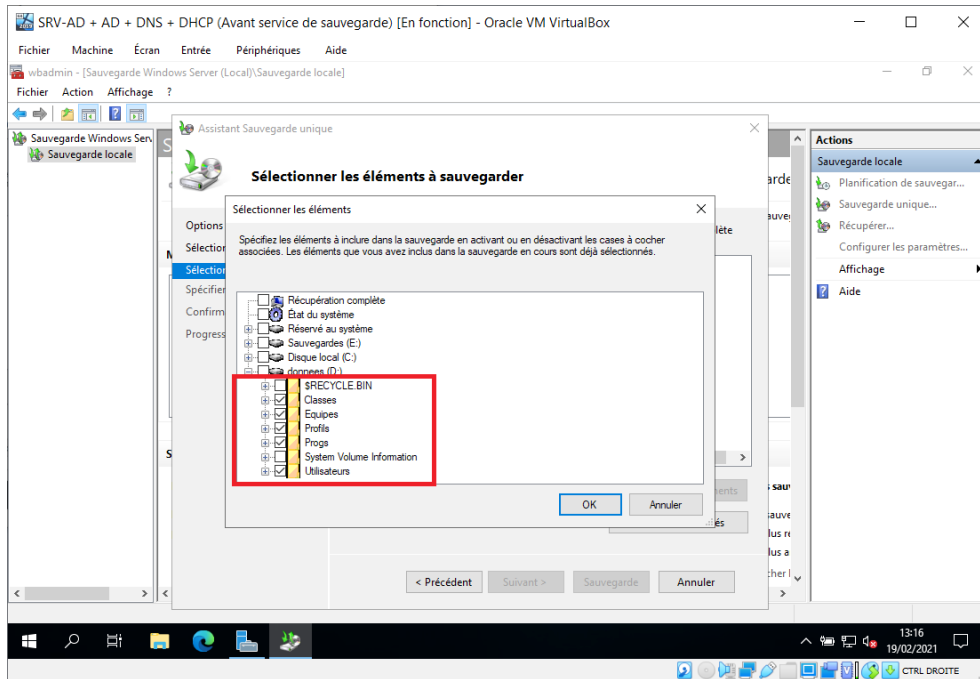 SRV-AD + AD + DNS + DHCP (Avant service de sauvegarde) [En fonction] - Oracle VM VirtualBox
Fichier Machine Écran Entrée Périphériques Aide
wbadmin - [Sauvegarde Windows Server (Local)\Sauvegarde locale]
Fichier Action Affichage ?
Sauvegarde Windows Serv
Sauvegarde locale
Assistant Sauvegarde unique
Sélectionner les éléments à sauvegarder
Options
Sélection
Sélection
Spécifier
Confirm
Progress
Sélectionner les éléments
Spécifiez les éléments à inclure dans la sauvegarde en activant ou en désactivant les cases à cocher
associées. Les éléments que vous avez inclus dans la sauvegarde en cours sont déjà sélectionnés.
Récupération complète
État du système
Réservé au système
Sauvegardes (E:)
Disque local (C:)
donnees (D:)
$RECYCLE.BIN
Classes
Equipes
Profils
Progs
System Volume Information
Utilisateurs
OK Annuler
< Précédent Suivant > Sauvegarde Annuler
Actions
Sauvegarde locale
Planification de sauvegar...
Sauvegarde unique...
Récupérer...
Configurer les paramètres...
Affichage
Aide
13:16
19/02/2021
CTRL DROITE